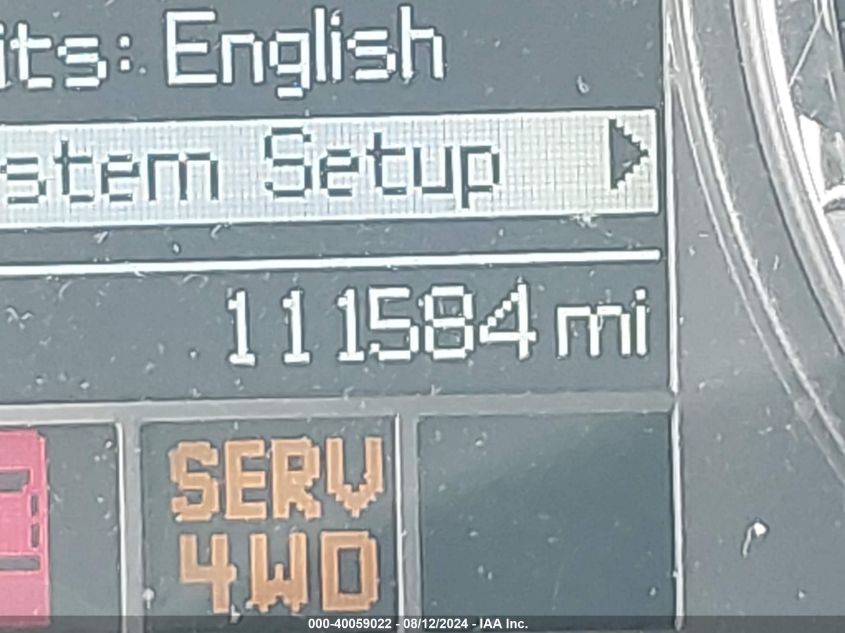 its: English
stem Setup
111584 mi
SERV
4WD
000-40059022 - 08/12/2024 - IAA Inc.